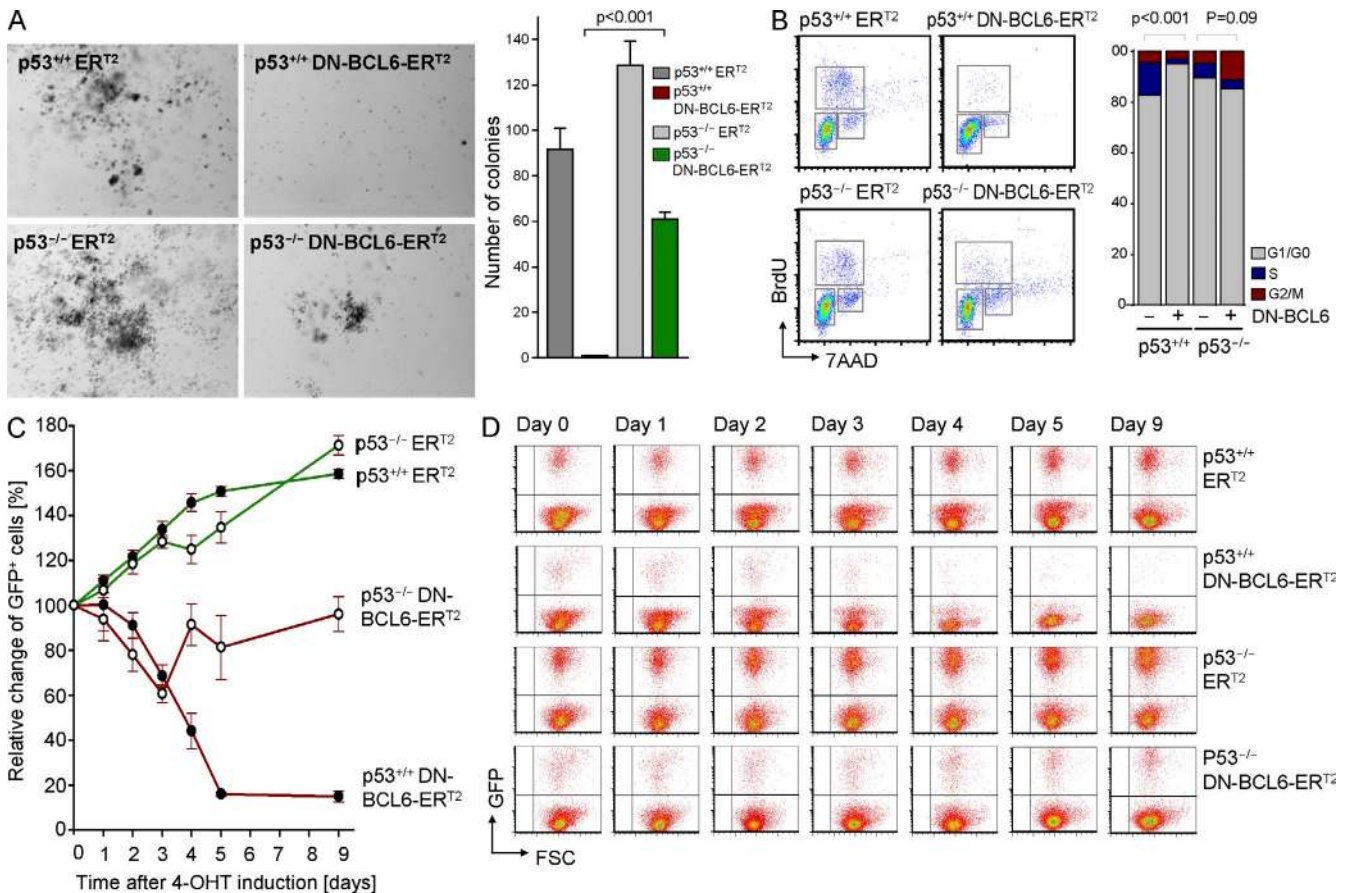 A
p53+/+ ERT2
p53+/+ DN-BCL6-ERT2
p53−/− ERT2
p53−/− DN-BCL6-ERT2
Number of colonies
140
120
100
80
60
40
20
0
p<0.001
p53+/+ ERT2
p53+/+
DN-BCL6-ERT2
p53−/− ERT2
p53−/−
DN-BCL6-ERT2
B
p53+/+ ERT2
p53+/+ DN-BCL6-ERT2
p53−/− ERT2
p53−/− DN-BCL6-ERT2
BrdU
7AAD
p<0.001 P=0.09
00
80
60
40
20
00
G1/G0
S
G2/M
− + − + DN-BCL6
p53+/+ p53−/−
C
Relative change of GFP+ cells [%]
180
160
140
120
100
80
60
40
20
0
0 1 2 3 4 5 6 7 8 9
Time after 4-OHT induction [days]
p53−/− ERT2
p53+/+ ERT2
p53−/− DN-
BCL6-ERT2
p53+/+ DN-
BCL6-ERT2
D
Day 0 Day 1 Day 2 Day 3 Day 4 Day 5 Day 9
p53+/+
ERT2
p53+/+
DN-BCL6-ERT2
p53−/−
ERT2
P53−/−
DN-BCL6-ERT2
GFP
FSC